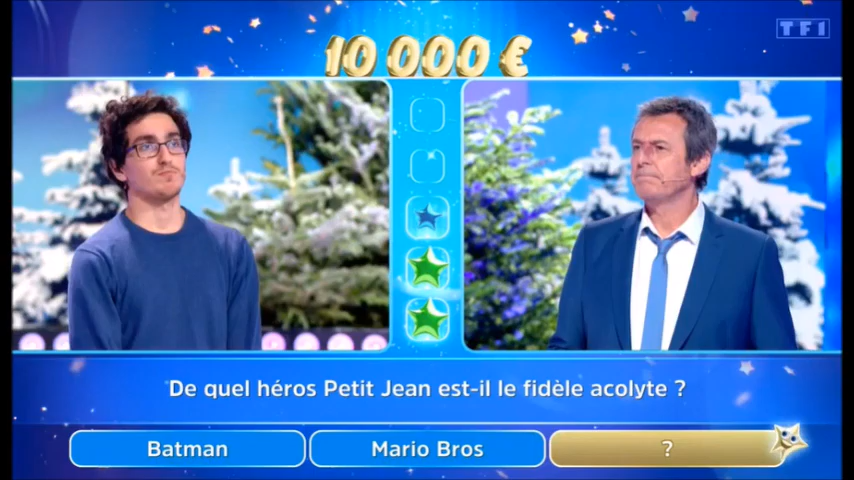 TF1
10 000 €
De quel héros Petit Jean est-il le fidèle acolyte ?
Batman
Mario Bros
?